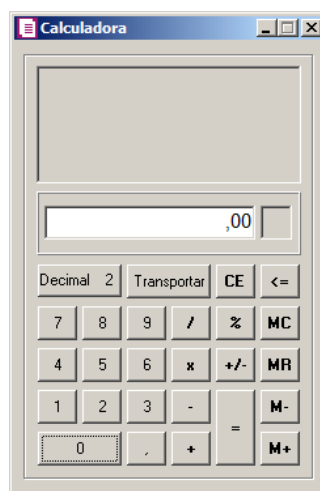 Calculadora
,00
Decimal 2 Transportar CE <=
7 8 9 / % MC
4 5 6 x +/- MR
1 2 3 - = M-
0 , + M+